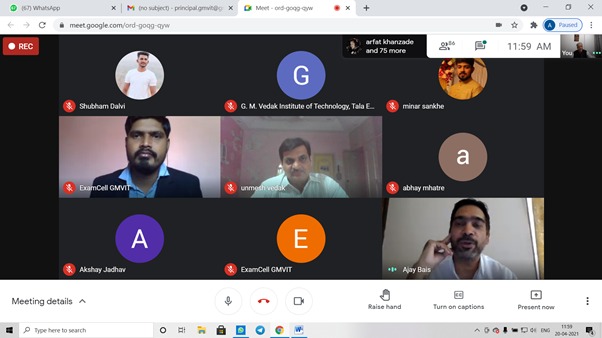 (67) WhatsApp
(no subject) - principal.gmvit@g
Meet - ord-goqg-qyw
meet.google.com/ord-goqg-qyw
A Paused
REC
arfat khanzade
and 75 more
86
11:59 AM
You
Shubham Dalvi
G
G. M. Vedak Institute of Technology, Tala E...
minar sankhe
ExamCell GMVIT
unmesh vedak
a
abhay mhatre
A
Akshay Jadhav
E
ExamCell GMVIT
Ajay Bais
Meeting details
Raise hand
Turn on captions
Present now
Type here to search
ENG
11:59
20-04-2021